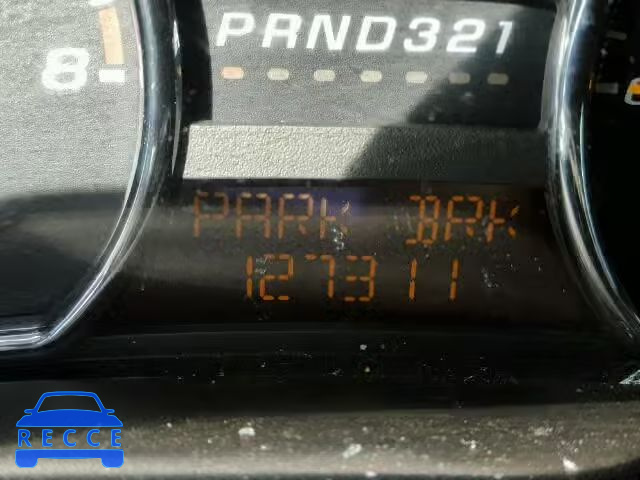 PRND321
8-
PARK BRK
127311
RECCE